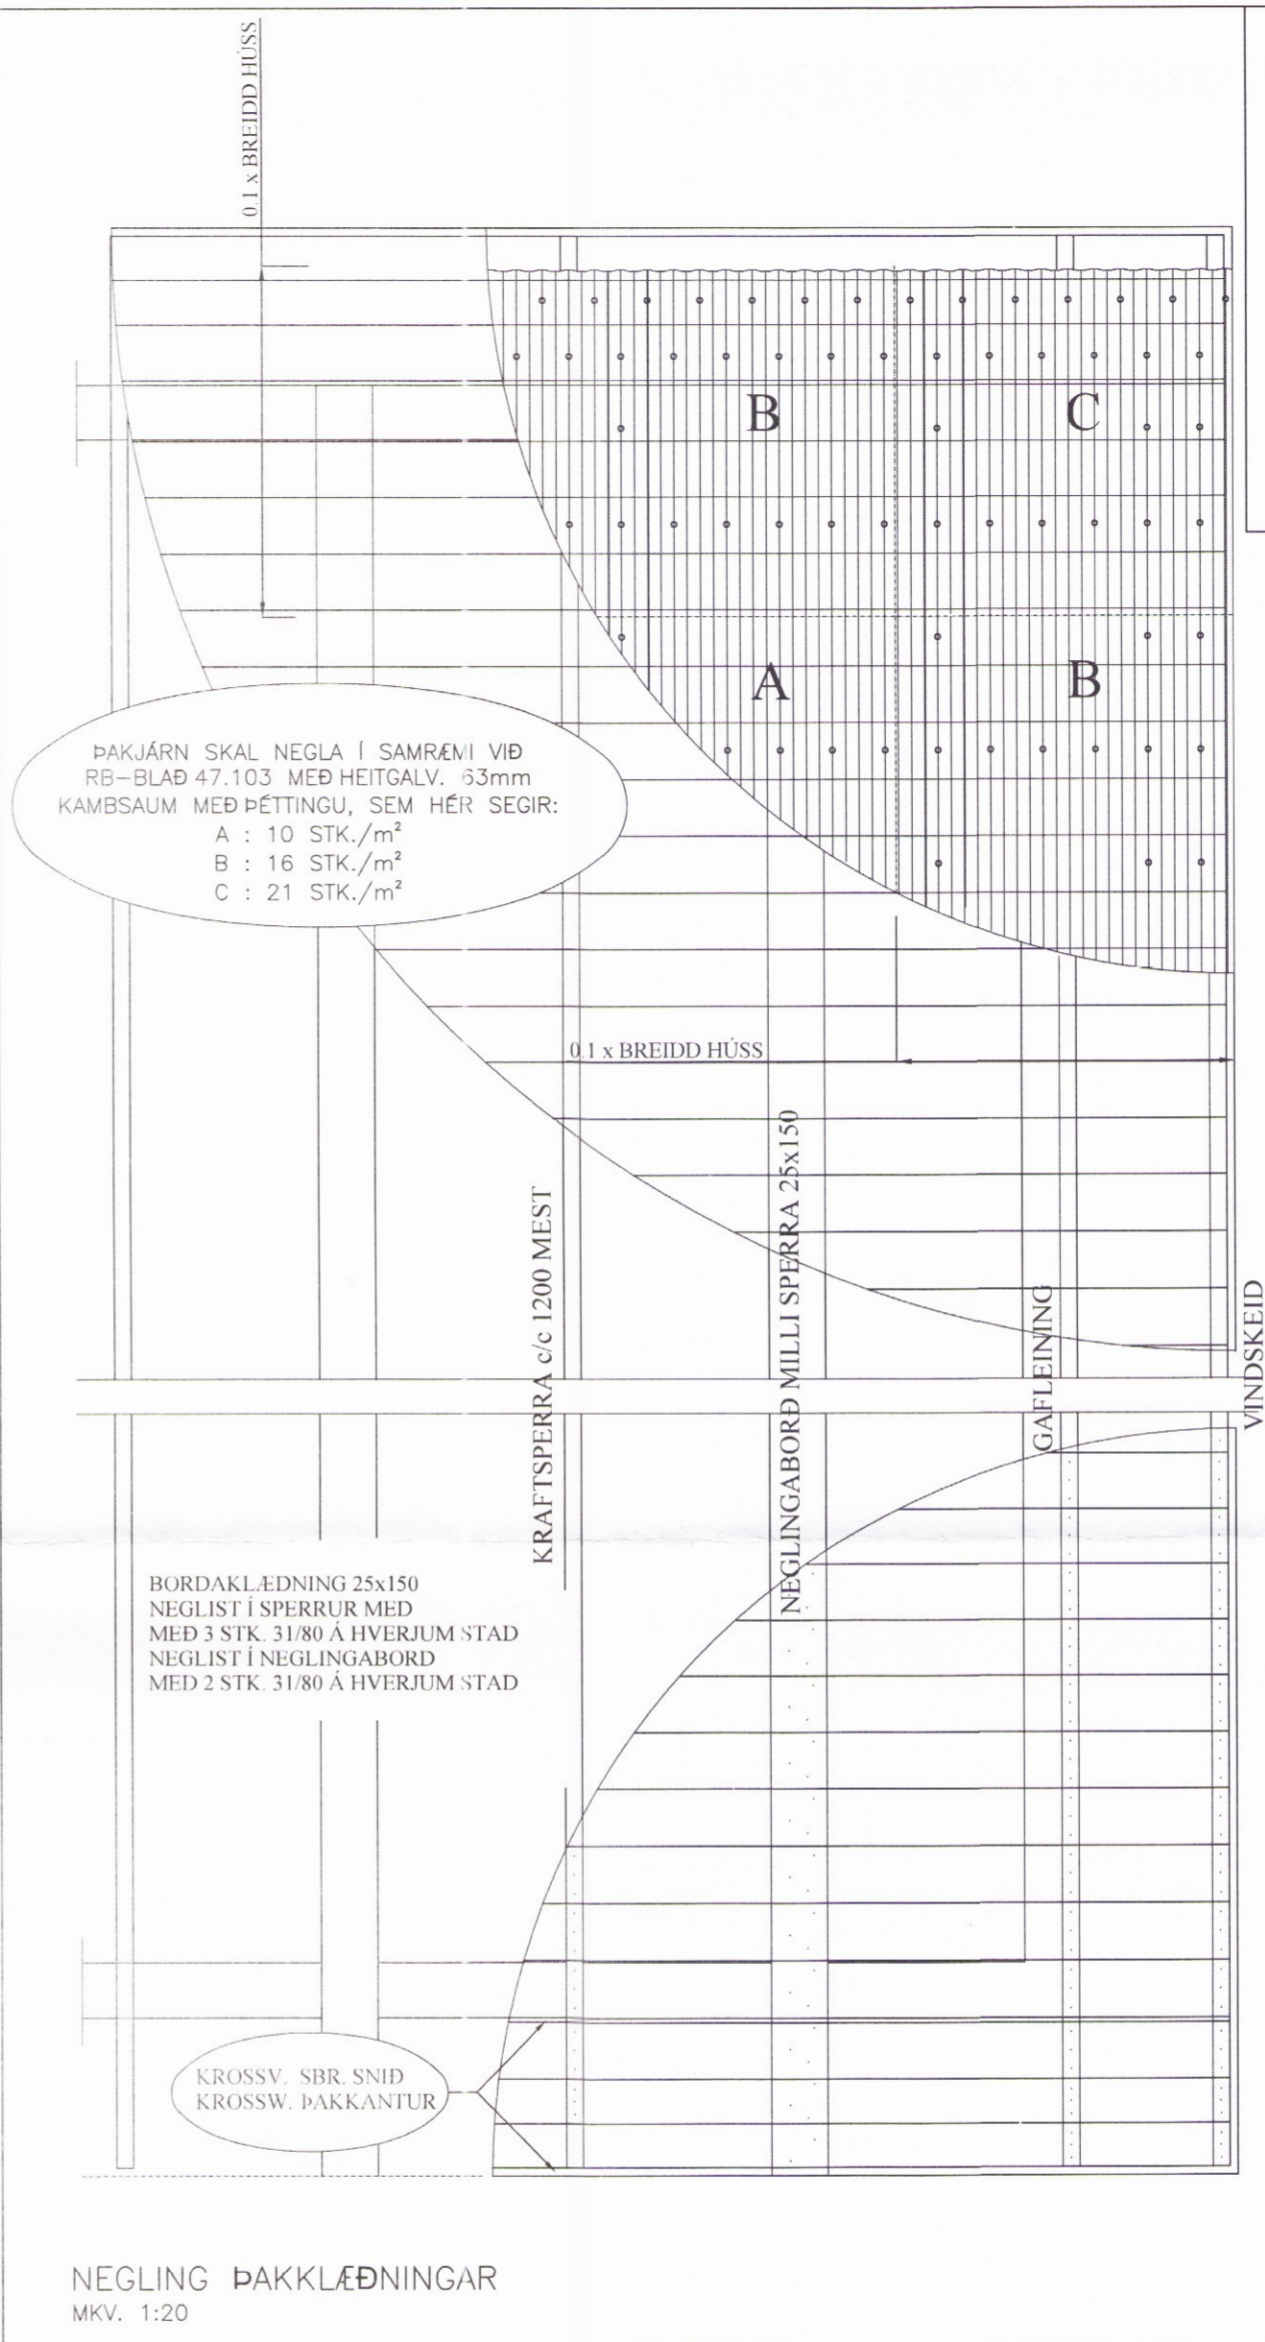 0.1 x BREIDD HÚSS
B
C
A
B
ÞAKJÁRN SKAL NEGLA Í SAMRÆMI VIÐ
RB-BLAÐ 47.103 MEÐ HEITGALV. 63mm
KAMBSAUM MEÐ ÞÉTTINGU, SEM HÉR SEGIR:
A : 10 STK./m²
B : 16 STK./m²
C : 21 STK./m²
0.1 x BREIDD HÚSS
KRAFTSPERRA c/c 1200 MEST
NEGLINGABORÐ MILLI SPERRA 25x150
GAFLEINING
VINDSKEID
BORDAKLÆDNING 25x150
NEGLIST Í SPERRUR MED
MEÐ 3 STK. 31/80 Á HVERJUM STAD
NEGLIST Í NEGLINGABORD
MED 2 STK. 31/80 Á HVERJUM STAD
KROSSV. SBR. SNIÐ
KROSSW. ÞAKKANTUR
NEGLING ÞAKKLÆÐNINGAR
MKV. 1:20